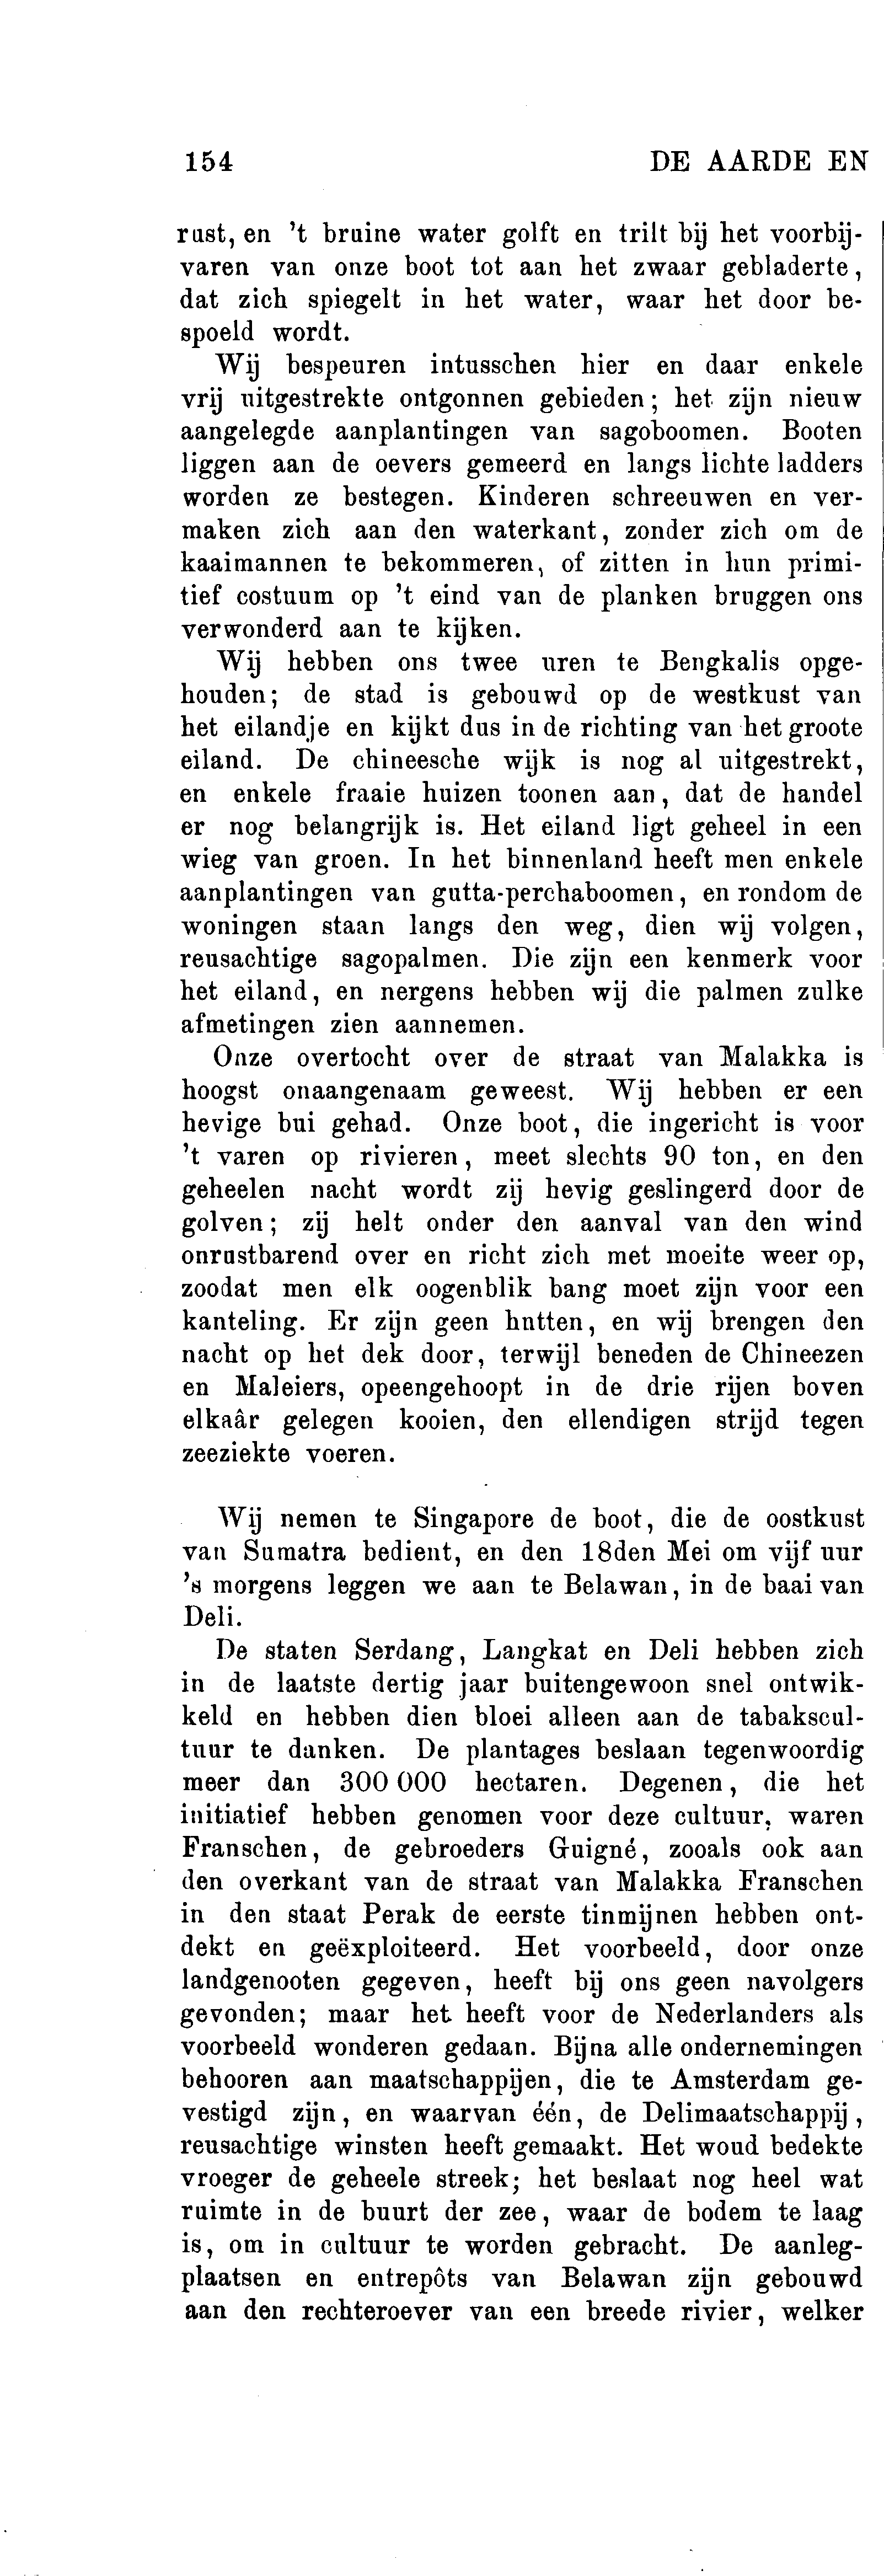 154 DE AARDE EN
rust, en 't bruine water golft en trilt bij het voorbij-
varen van onze boot tot aan het zwaar gebladerte,
dat zich spiegelt in het water, waar het door be-
spoeld wordt.
Wij bespeuren intusschen hier en daar enkele
vrij uitgestrekte ontgonnen gebieden; het zijn nieuw
aangelegde aanplantingen van sagoboomen. Booten
liggen aan de oevers gemeerd en langs lichte ladders
worden ze bestegen. Kinderen schreeuwen en ver-
maken zich aan den waterkant, zonder zich om de
kaaimannen te bekommeren, of zitten in hun primi-
tief costuum op 't eind van de planken bruggen ons
verwonderd aan te kijken.
Wij hebben ons twee uren te Bengkalis opge-
houden; de stad is gebouwd op de westkust van
het eilandje en kijkt dus in de richting van het groote
eiland. De chineesche wijk is nog al uitgestrekt,
en enkele fraaie huizen toonen aan, dat de handel
er nog belangrijk is. Het eiland ligt geheel in een
wieg van groen. In het binnenland heeft men enkele
aanplantingen van gutta-perchaboomen, en rondom de
woningen staan langs den weg, dien wij volgen,
reusachtige sagopalmen. Die zijn een kenmerk voor
het eiland, en nergens hebben wij die palmen zulke
afmetingen zien aannemen.
Onze overtocht over de straat van Malakka is
hoogst onaangenaam geweest. Wij hebben er een
hevige bui gehad. Onze boot, die ingericht is voor
't varen op rivieren, meet slechts 90 ton, en den
geheelen nacht wordt zij hevig geslingerd door de
golven; zij helt onder den aanval van den wind
onrustbarend over en richt zich met moeite weer op,
zoodat men elk oogenblik bang moet zijn voor een
kanteling. Er zijn geen hutten, en wij brengen den
nacht op het dek door, terwijl beneden de Chineezen
en Maleiers, opeengehoopt in de drie rijen boven
elkaâr gelegen kooien, den ellendigen strijd tegen
zeeziekte voeren.
Wij nemen te Singapore de boot, die de oostkust
van Sumatra bedient, en den 18den Mei om vijf uur
's morgens leggen we aan te Belawan, in de baai van
Deli.
De staten Serdang, Langkat en Deli hebben zich
in de laatste dertig jaar buitengewoon snel ontwik-
keld en hebben dien bloei alleen aan de tabakscul-
tuur te danken. De plantages beslaan tegenwoordig
meer dan 300 000 hectaren. Degenen, die het
initiatief hebben genomen voor deze cultuur, waren
Franschen, de gebroeders Guigné, zooals ook aan
den overkant van de straat van Malakka Franschen
in den staat Perak de eerste tinmijnen hebben ont-
dekt en geëxploiteerd. Het voorbeeld, door onze
landgenooten gegeven, heeft bij ons geen navolgers
gevonden; maar het heeft voor de Nederlanders als
voorbeeld wonderen gedaan. Bijna alle ondernemingen
behooren aan maatschappijen, die te Amsterdam ge-
vestigd zijn, en waarvan één, de Delimaatschappij,
reusachtige winsten heeft gemaakt. Het woud bedekte
vroeger de geheele streek; het beslaat nog heel wat
ruimte in de buurt der zee, waar de bodem te laag
is, om in cultuur te worden gebracht. De aanleg-
plaatsen en entrepôts van Belawan zijn gebouwd
aan den rechteroever van een breede rivier, welker